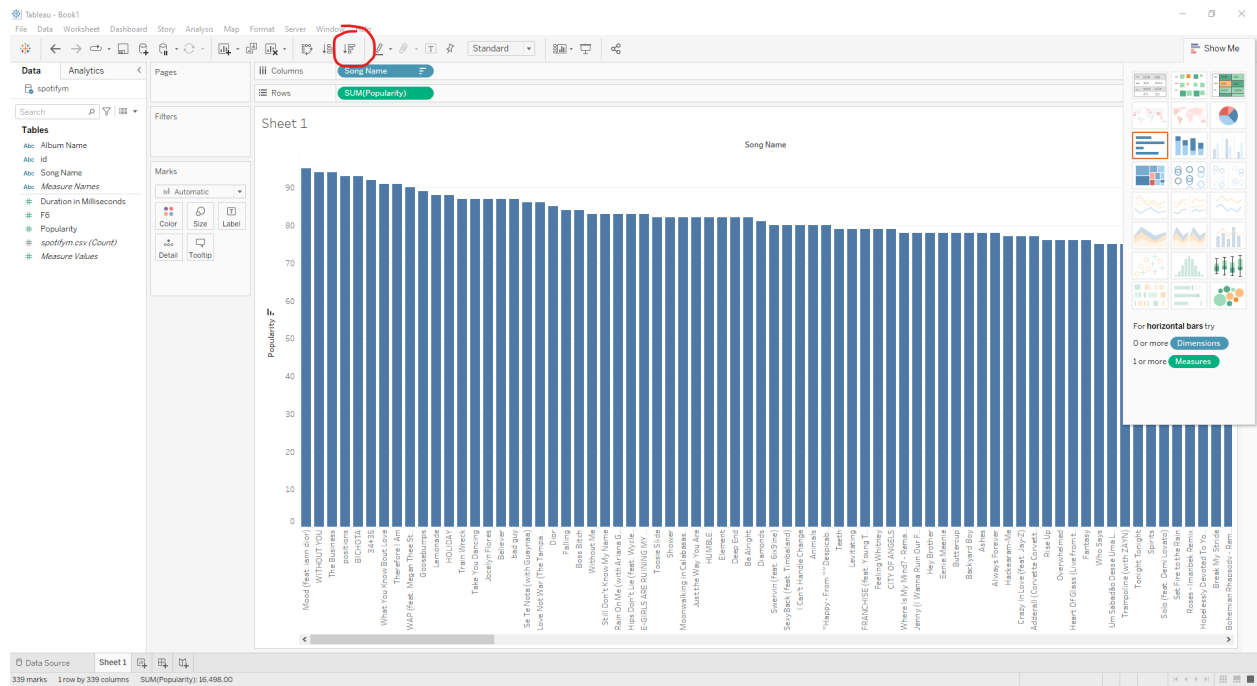 Tableau - Book1
File Data Worksheet Dashboard Story Analysis Map Format Server Window
Standard
Show Me
Data Analytics
Pages
Columns
Song Name
spotifym
Rows
SUM(Popularity)
Search
Filters
Sheet 1
Tables
Song Name
Abc Album Name
Abc id
Abc Song Name
Abc Measure Names
# Duration in Milliseconds
# F6
# Popularity
# spotifym.csv (Count)
# Measure Values
Marks
Automatic
Color Size Label
Detail Tooltip
Popularity
90
80
70
60
50
40
30
20
10
0
Mood (feat. iann dior)
WITHOUT YOU
The Business
positions
BICHOTA
34+35
What You Know Bout Love
Therefore I Am
WAP (feat. Megan Thee St..
Goosebumps
Lemonade
HOLIDAY
Train Wreck
Take You Dancing
Jocelyn Flores
Believer
bad guy
Se Te Nota (with Guaynaa)
Love Not War (The Tampa ..
Dior
Falling
Boss Bitch
Without Me
Still Don't Know My Name
Rain On Me (with Ariana G..
Hips Don't Lie (feat. Wycle..
E-GIRLS ARE RUINING MY..
Toosie Slide
Shower
Moonwalking in Calabasas..
Just the Way You Are
HUMBLE.
Element
Deep End
Be Alright
Diamonds
Swervin (feat. 6ix9ine)
SexyBack (feat. Timbaland)
I Can't Handle Change
Animals
"Happy - From ""Despicab..
Teeth
Levitating
FRANCHISE (feat. Young T..
Feeling Whitney
CITY OF ANGELS
Where Is My Mind? - Rema..
Jenny (I Wanna Ruin Our F..
Hey Brother
Eenie Meenie
Buttercup
Backyard Boy
Ashes
Always Forever
Hackearon-Me
Crazy In Love (feat. Jay-Z)
Adderall (Corvette Corvett..
Rise Up
Overwhelmed
Heart Of Glass (Live from t..
Fantasy
Who Says
Um Sabadão Desse Uma L..
Trampoline (with ZAYN)
Tonight Tonight
Spirits
Solo (feat. Demi Lovato)
Set Fire to the Rain
Roses - Imanbek Remix
Hopelessly Devoted To Yo..
Break My Stride
Bohemian Rhapsody - Rem..
For horizontal bars try
0 or more Dimensions
1 or more Measures
Data Source Sheet 1
339 marks 1 row by 339 columns SUM(Popularity): 16,498.00